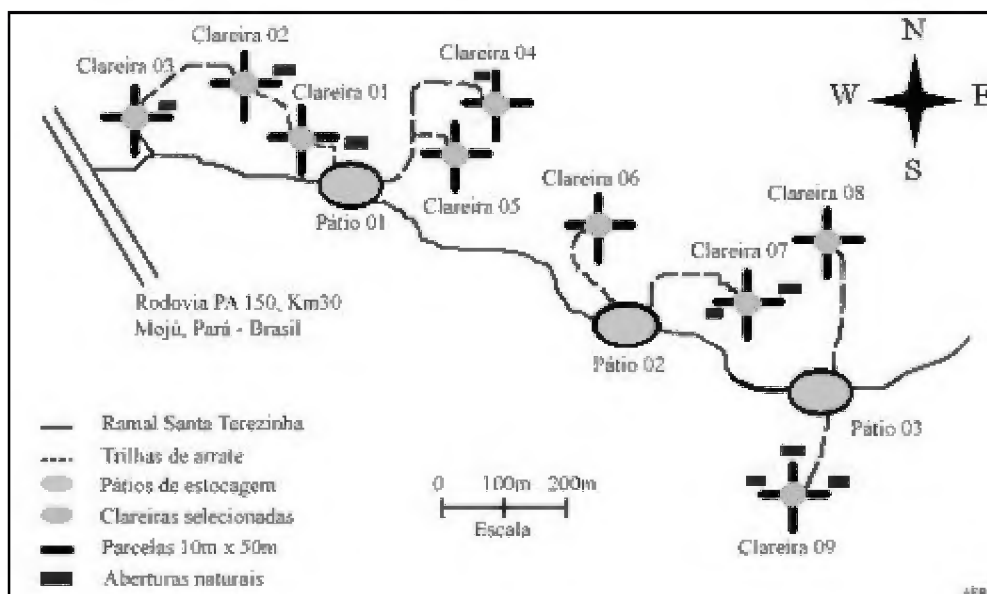 Clareira 02
Clareira 03
Clareira 01
Clareira 04
Clareira 05
Pátio 01
Clareira 06
Clareira 07
Clareira 08
Pátio 02
Pátio 03
Clareira 09
N
W E
S
Rodovia PA 150, Km30
Mojú, Pará - Brasil
Ramal Santa Terezinha
Trilhas de arraste
Pátios de estocagem
Clareiras selecionadas
Parcelas 10m x 50m
Aberturas naturais
0 100m 200m
Escala